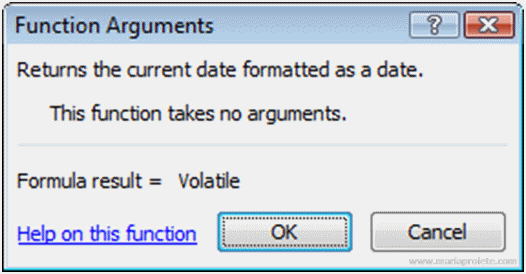 Function Arguments
Returns the current date formatted as a date.
This function takes no arguments.
Formula result = Volatile
Help on this function
OK
Cancel
www.mariaprolete.com